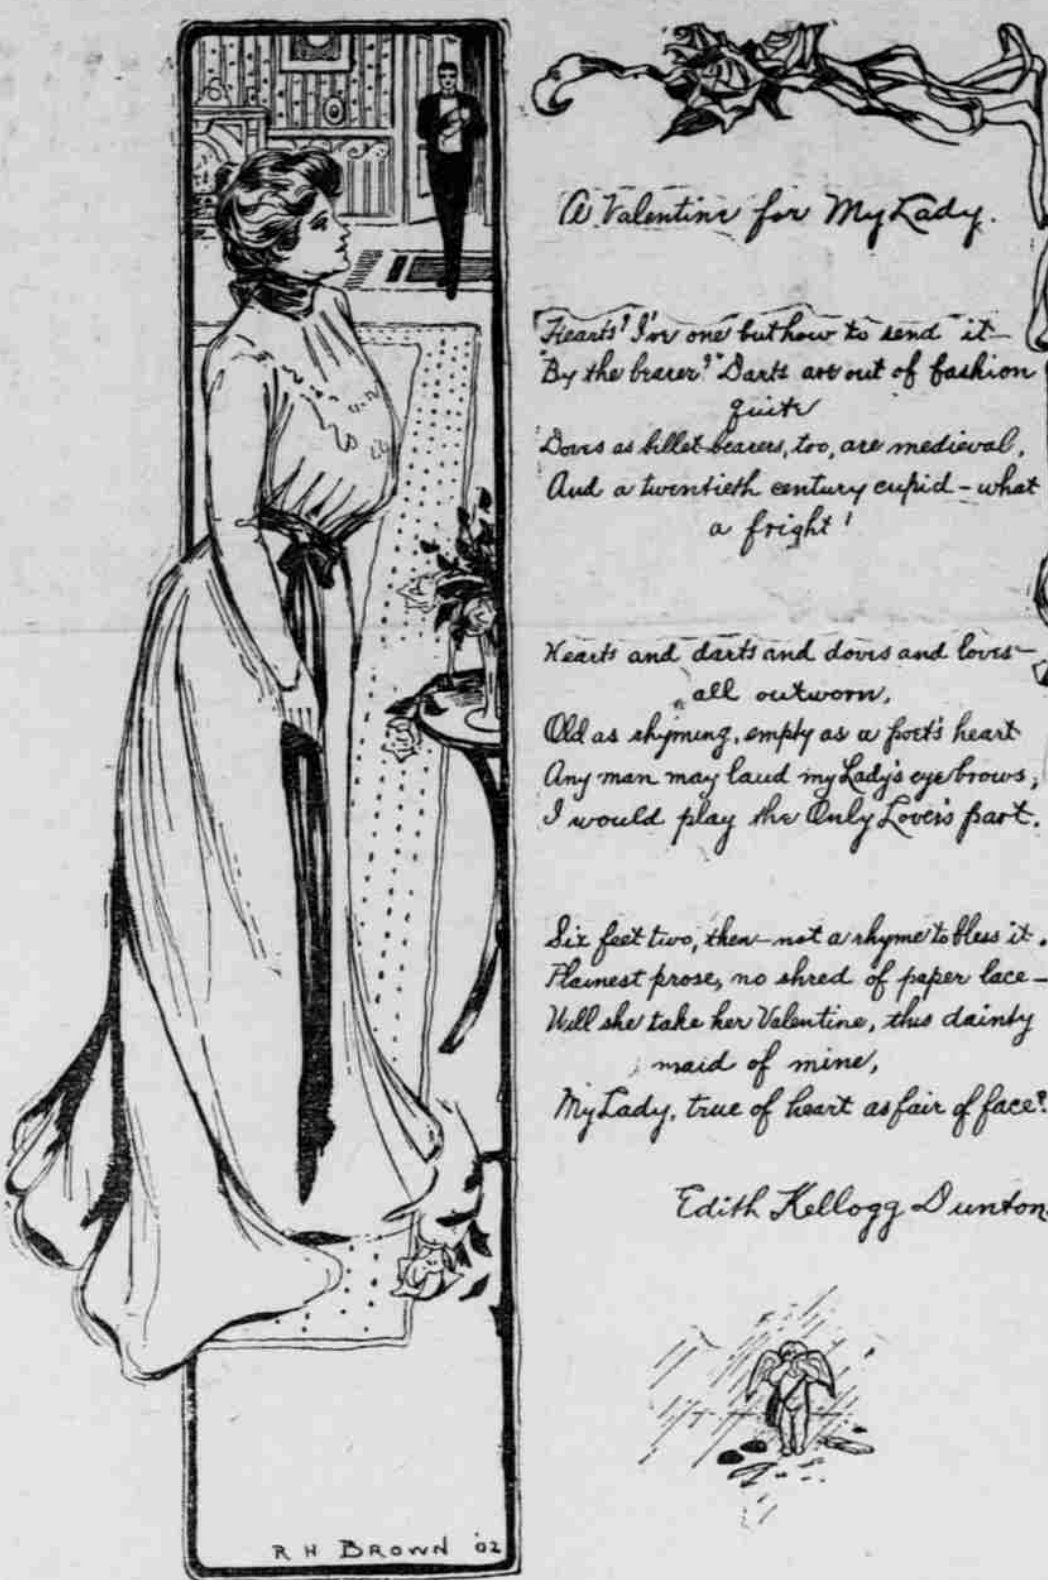 A Valentine for My Lady.
Hearts? I've one but how to send it—
"By the bearer?" Darts are out of fashion
quite
Doves as billet-bearers, too, are medieval,
And a twentieth century cupid – what
a fright!
Hearts and darts and doves and loves—
all outworn,
Old as rhyming, empty as a poet's heart
Any man may laud my Lady's eyebrows,
I would play the Only Lover's part.
Six feet two, then – not a rhyme to bless it.
Plainest prose, no shred of paper lace—
Will she take her Valentine, this dainty
maid of mine,
My Lady, true of heart as fair of face?
Edith Kellogg Dunton.
R H BROWN '02